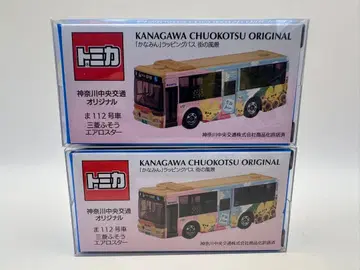 トミカ
KANAGAWA CHUOKOTSU ORIGINAL
「かなみん」ラッピングバス 街の風景
神奈川中央交通
オリジナル
ま112号車
三菱ふそう
エアロスター
神奈川中央交通株式会社商品化許諾済
トミカ
KANAGAWA CHUOKOTSU ORIGINAL
「かなみん」ラッピングバス 街の風景
神奈川中央交通
オリジナル
ま112号車
三菱ふそう
エアロスター
神奈川中央交通株式会社商品化許諾済